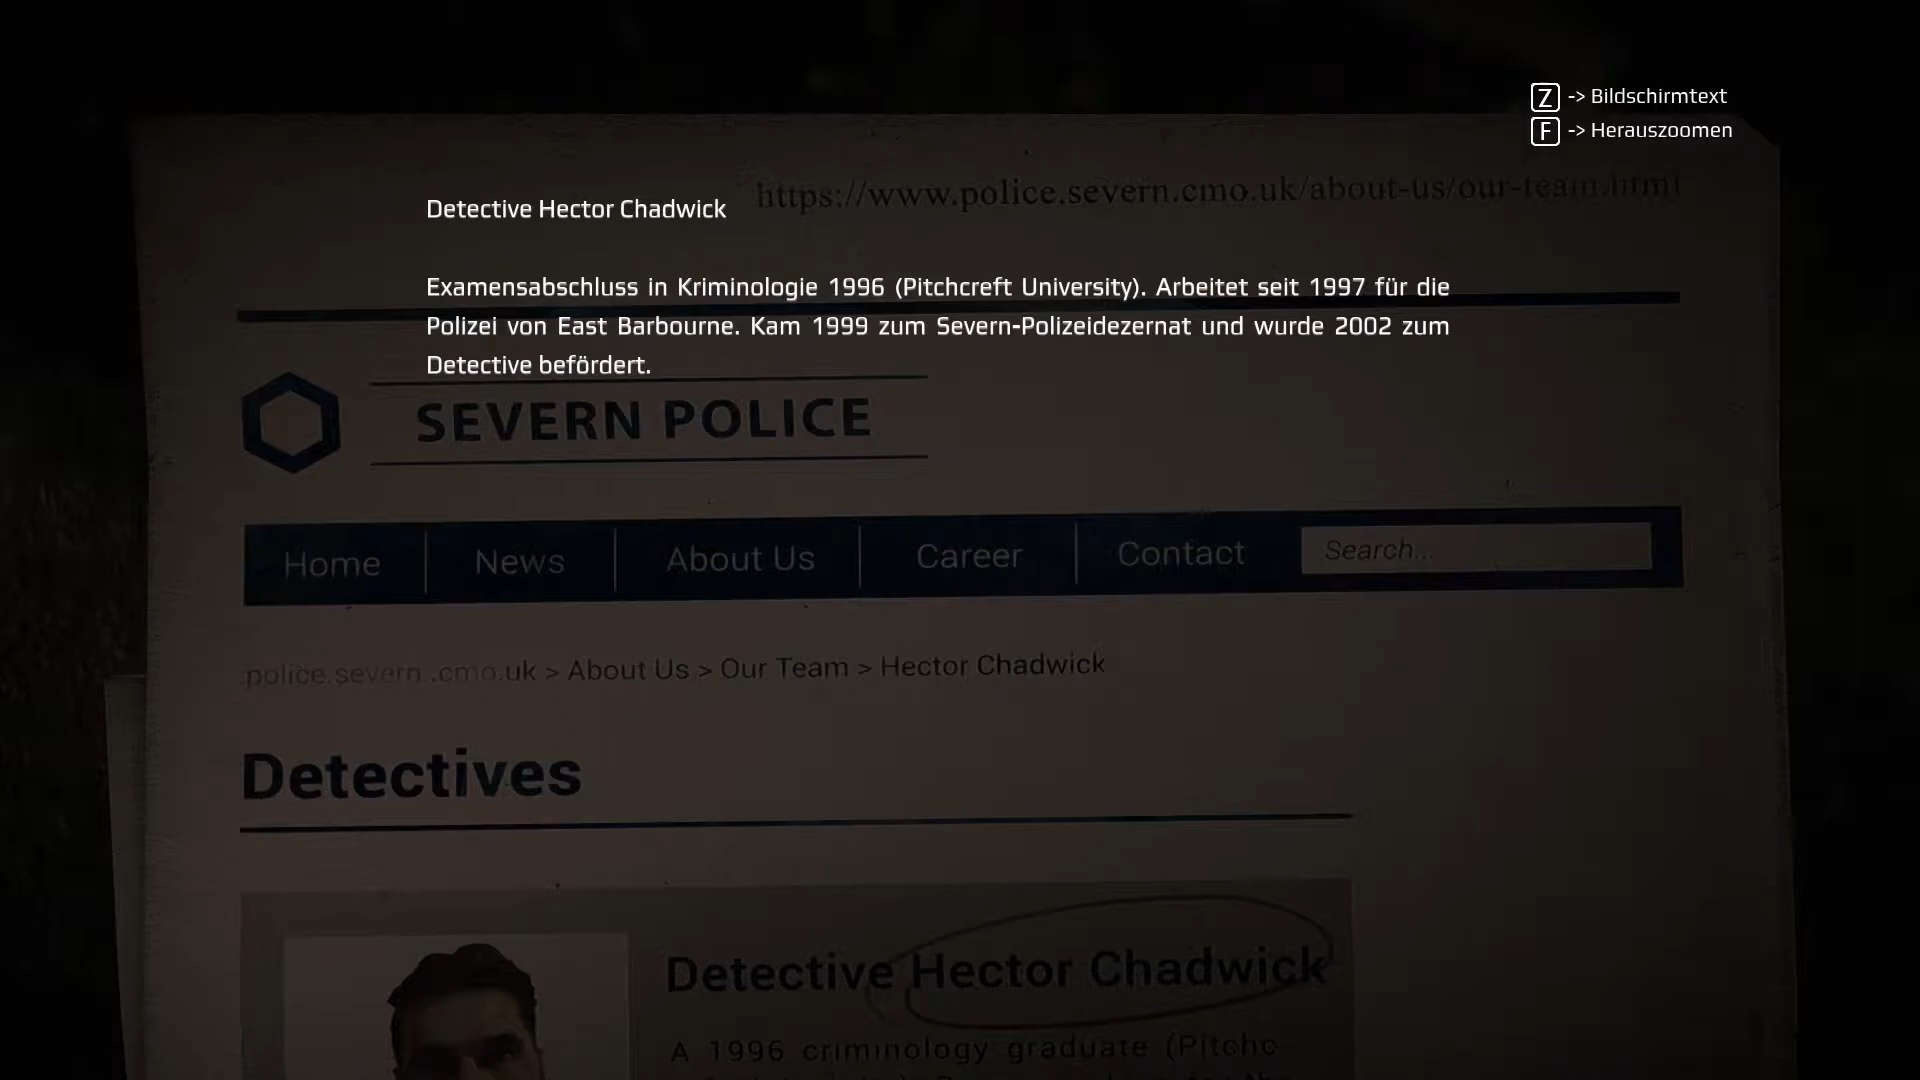 Z -> Bildschirmtext
F -> Herauszoomen
https://www.police.severn.cmo.uk/about-us/our-team.html
Detective Hector Chadwick
Examensabschluss in Kriminologie 1996 (Pitchcreft University). Arbeitet seit 1997 für die
Polizei von East Barbourne. Kam 1999 zum Severn-Polizeidezernat und wurde 2002 zum
Detective befördert.
SEVERN POLICE
Home News About Us Career Contact Search...
police.severn..cmo.uk > About Us > Our Team > Hector Chadwick
Detectives
Detective Hector Chadwick
A 1996 criminology graduate (Pitchc